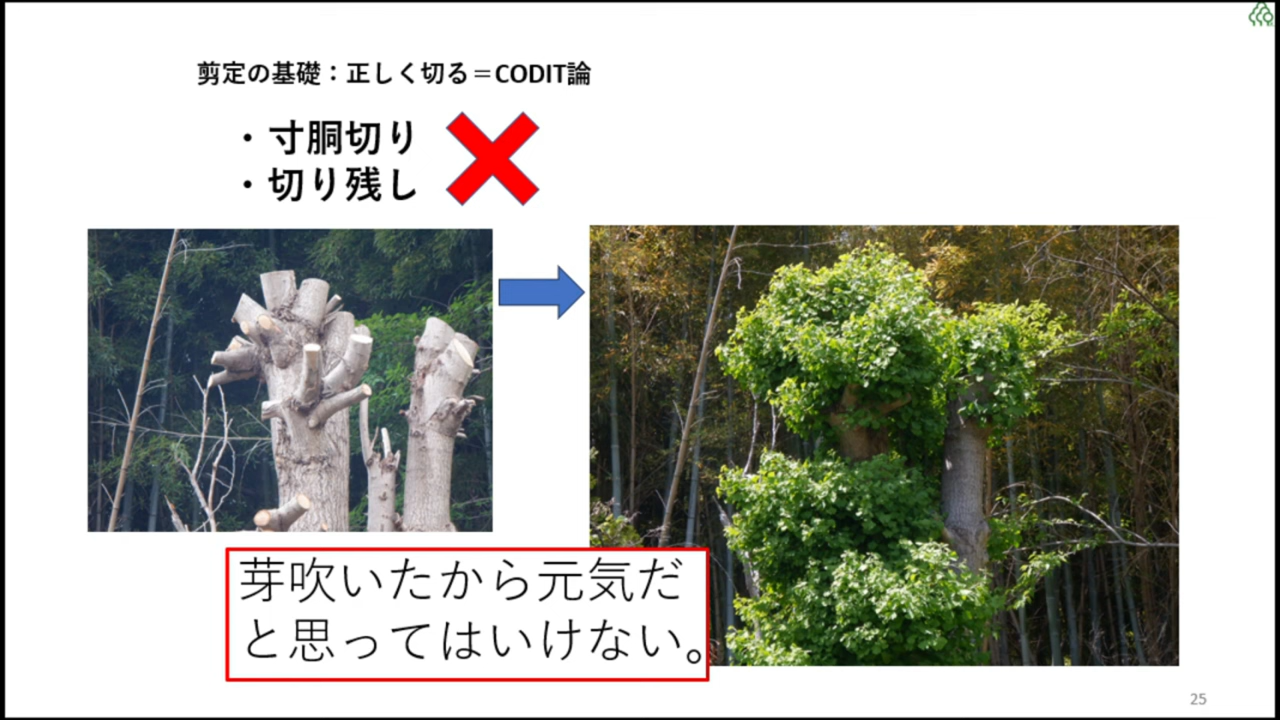 剪定の基礎：正しく切る＝CODIT論
・寸胴切り
・切り残し
芽吹いたから元気だ
と思ってはいけない。
25